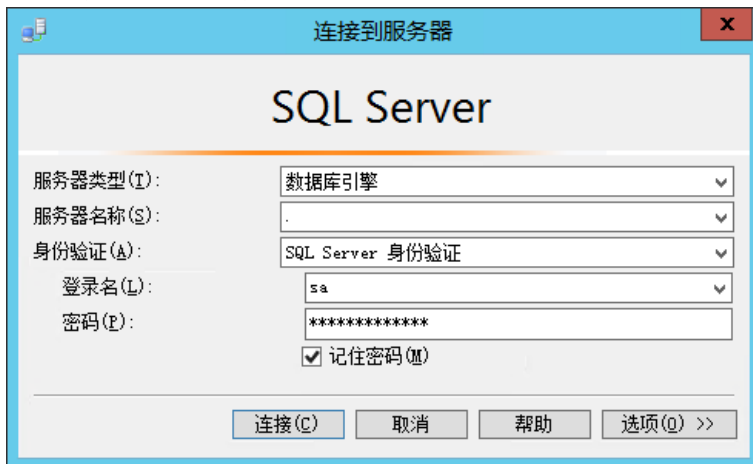 连接到服务器
x
SQL Server
服务器类型(T): 数据库引擎
服务器名称(S): .
身份验证(A): SQL Server 身份验证
登录名(L): sa
密码(P): *************
记住密码(M)
连接(C) 取消 帮助 选项(O) >>